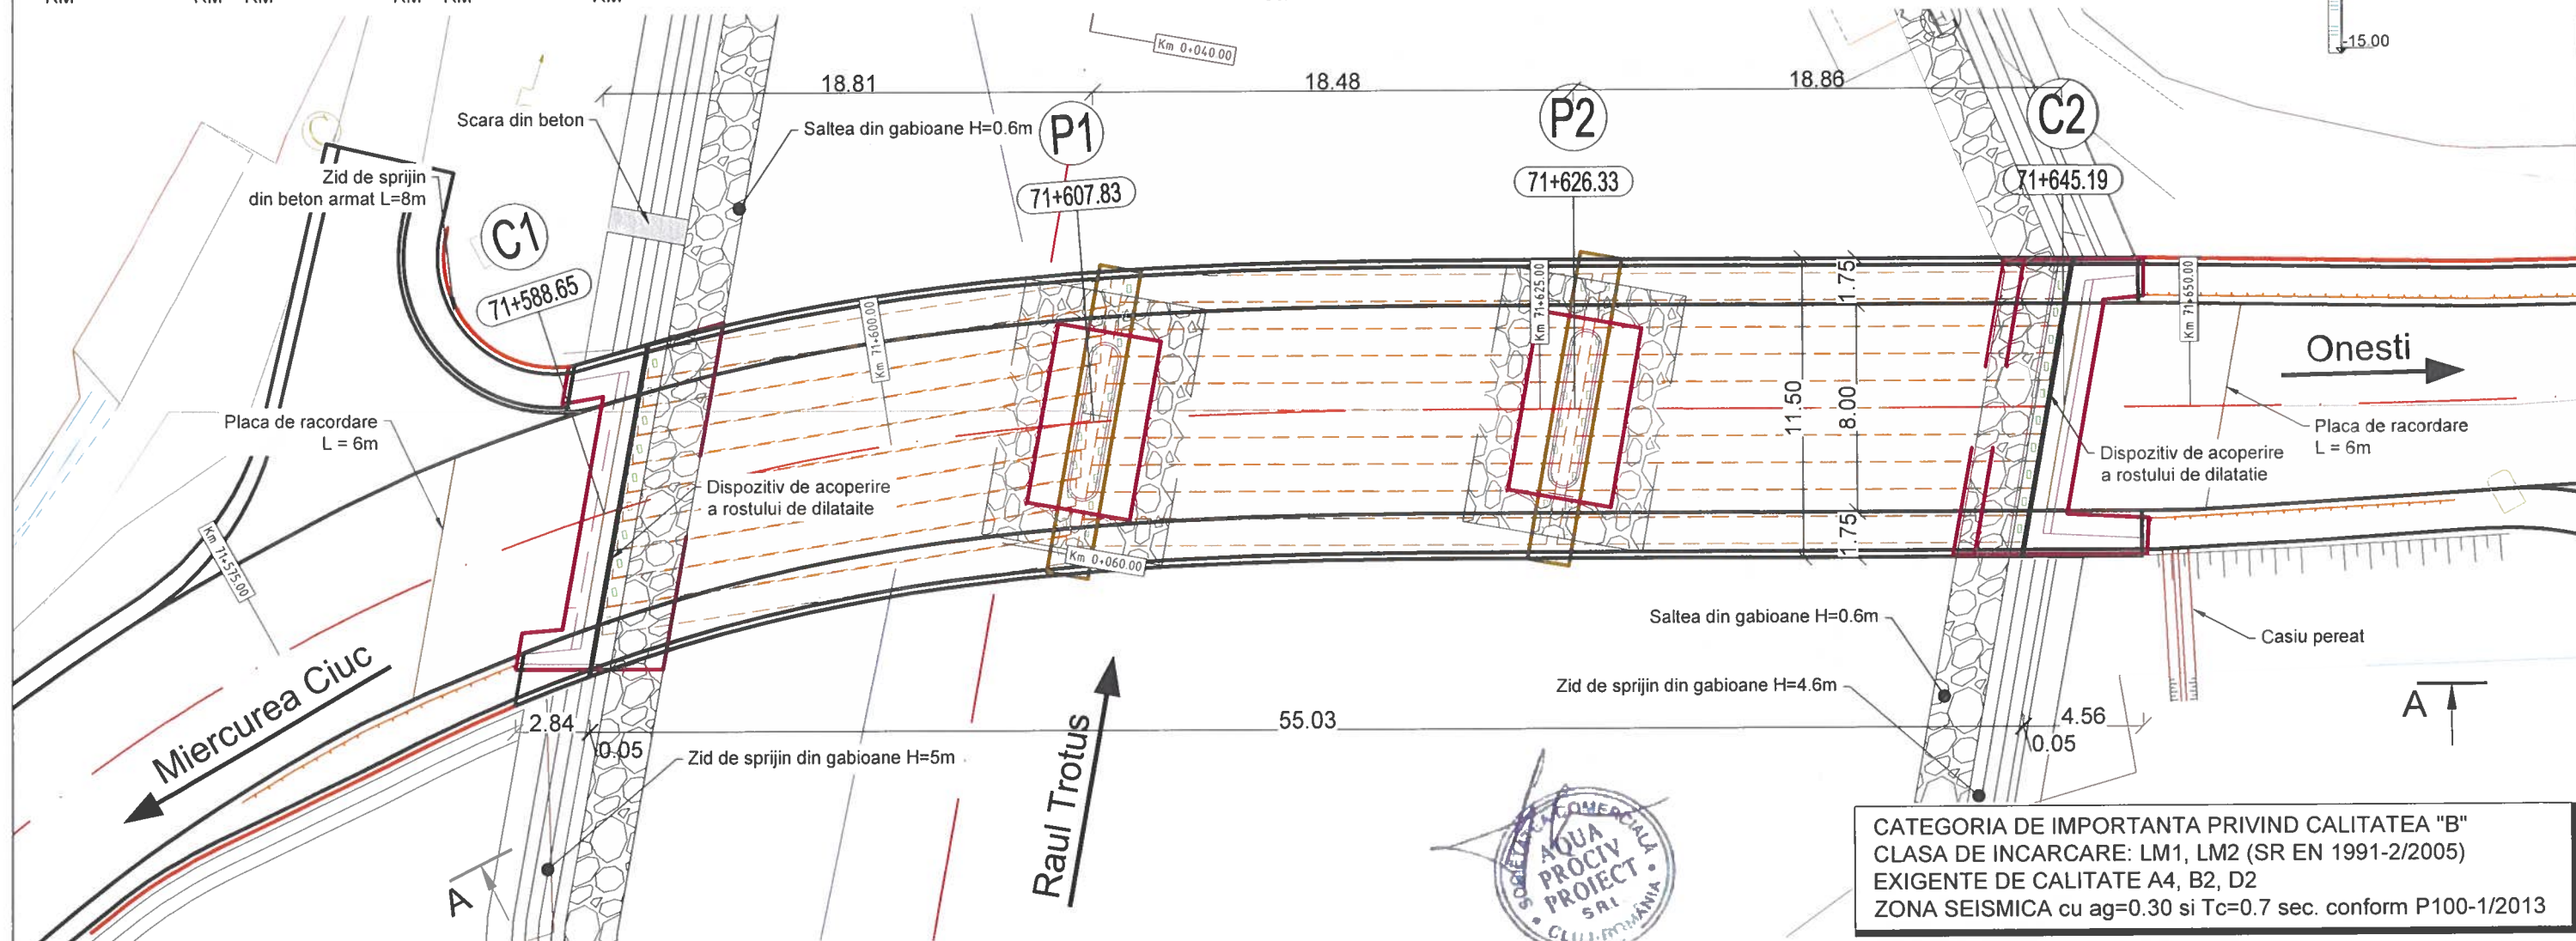 Km 0+040.00
-15.00
18.81
18.48
18.86
Scara din beton
Saltea din gabioane H=0.6m
P1
P2
C2
Zid de sprijin
din beton armat L=8m
71+607.83
71+626.33
71+645.19
C1
71+588.65
Km 71+600.00
Km 71+625.00
1.75
Km 71+650.00
Onesti
Placa de racordare
L = 6m
11.50
8.00
Placa de racordare
L = 6m
Dispozitiv de acoperire
a rostului de dilatatie
Dispozitiv de acoperire
a rostului de dilataite
Km 71+575.00
1.75
Km 0+060.00
Saltea din gabioane H=0.6m
Casiu pereat
Miercurea Ciuc
Zid de sprijin din gabioane H=4.6m
A
2.84
55.03
4.56
0.05
0.05
Zid de sprijin din gabioane H=5m
Raul Trotus
A
SOCIETATEA COMERCIALA
AQUA
PROCIV
PROIECT
SRL
CLUJ-ROMÂNIA
CATEGORIA DE IMPORTANTA PRIVIND CALITATEA "B"
CLASA DE INCARCARE: LM1, LM2 (SR EN 1991-2/2005)
EXIGENTE DE CALITATE A4, B2, D2
ZONA SEISMICA cu ag=0.30 si Tc=0.7 sec. conform P100-1/2013